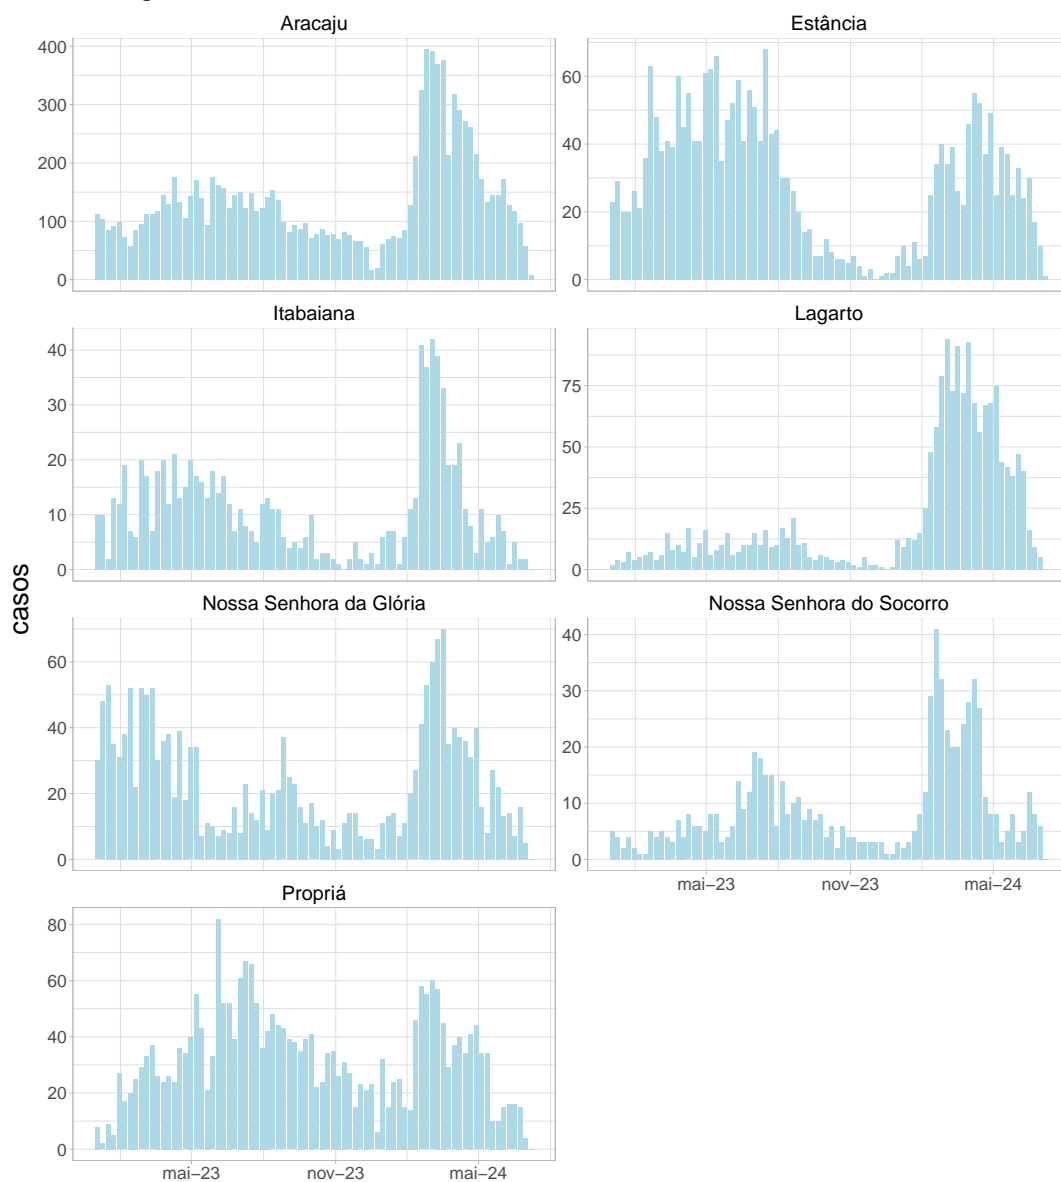 Aracaju
Estância
400
300
200
100
0
60
40
20
0
Itabaiana
Lagarto
40
30
20
10
0
75
50
25
0
casos
Nossa Senhora da Glória
Nossa Senhora do Socorro
60
40
20
0
40
30
20
10
0
mai−23
nov−23
mai−24
Propriá
80
60
40
20
0
mai−23
nov−23
mai−24